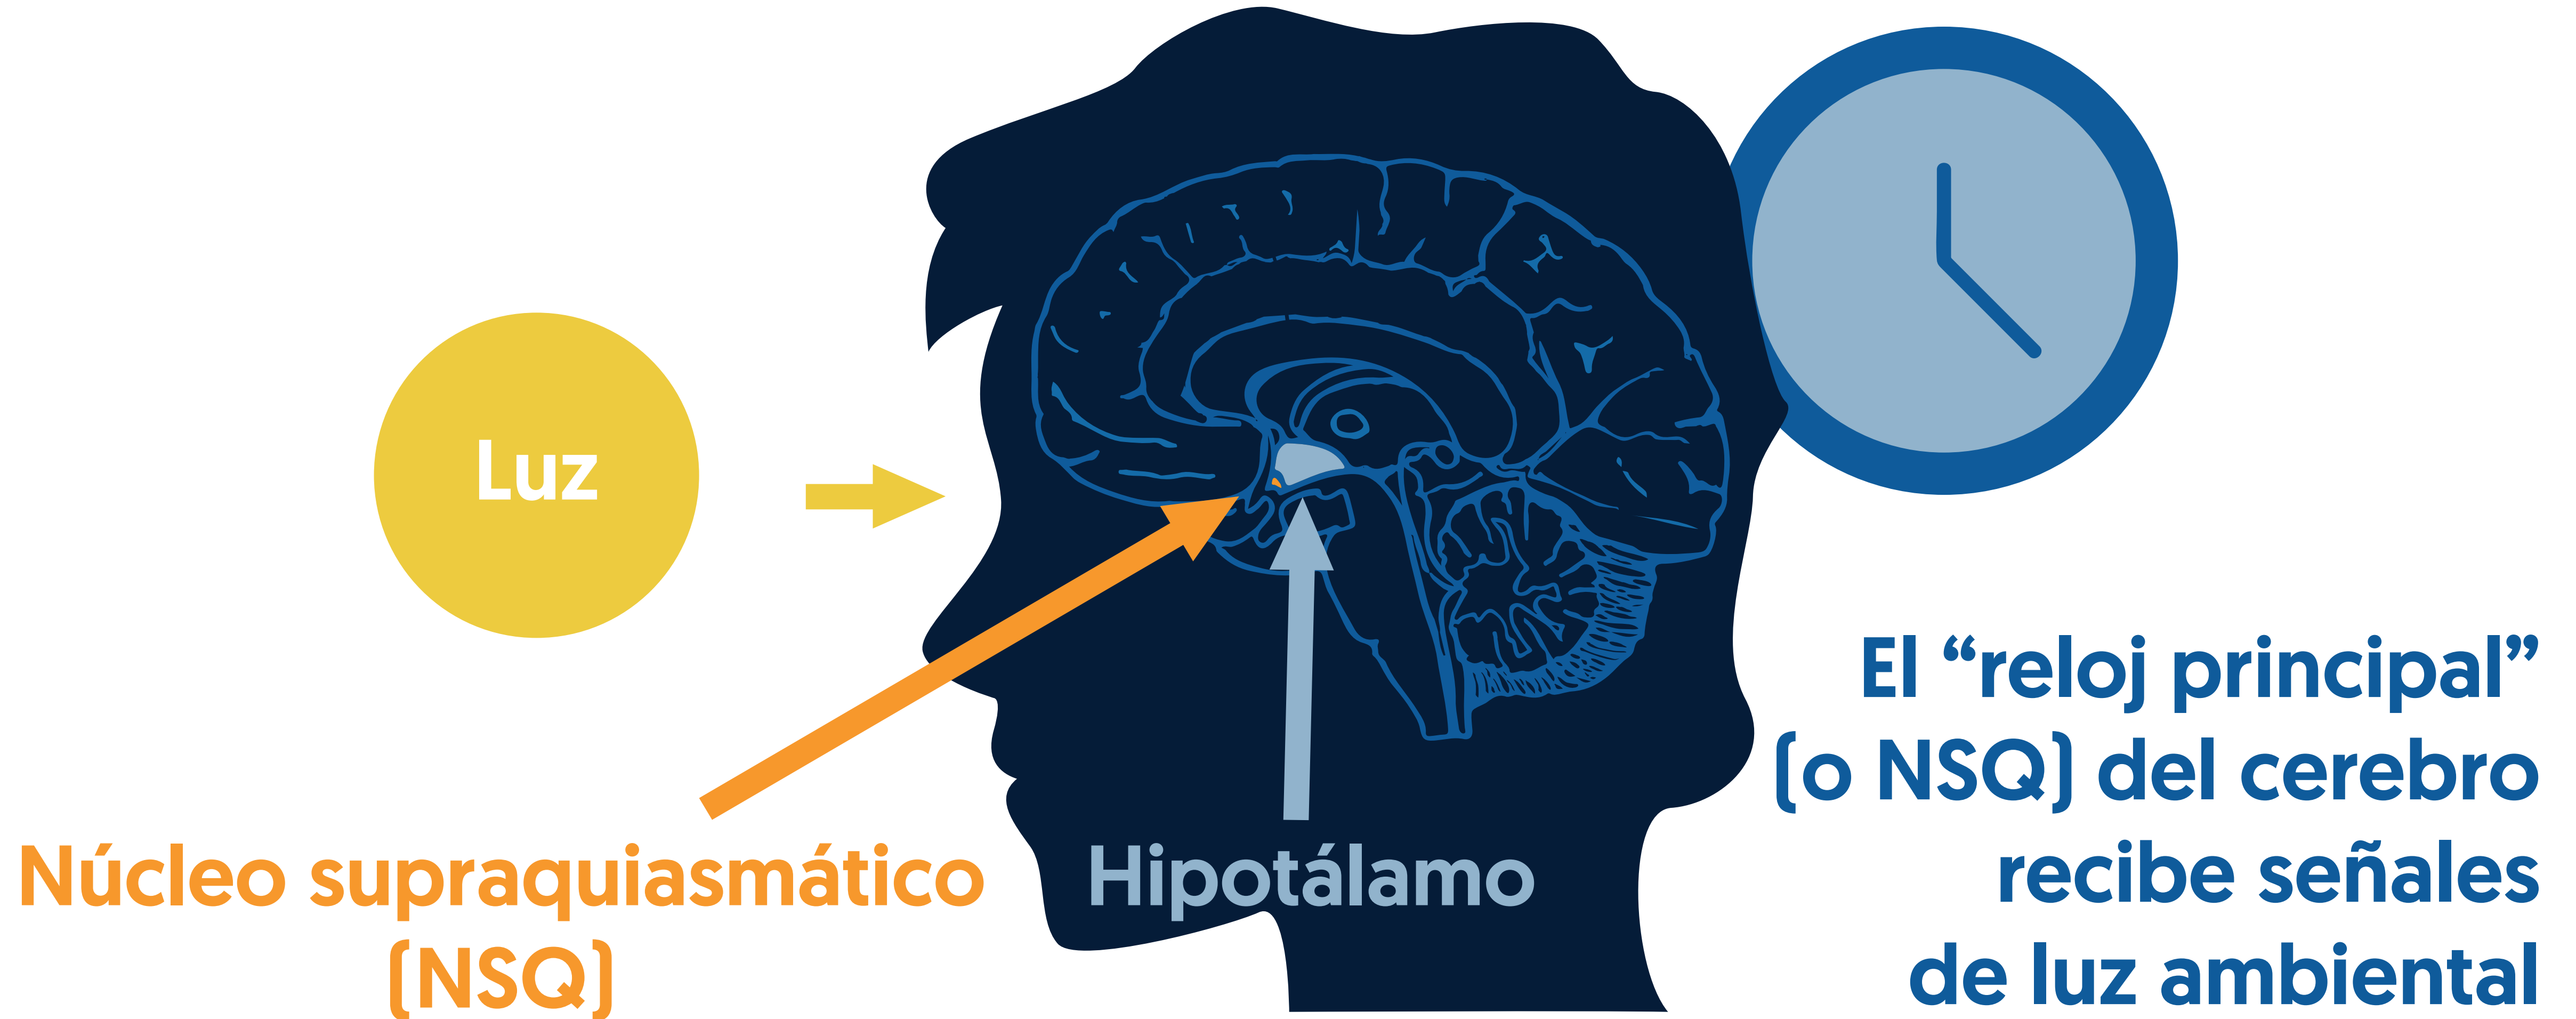 Luz
Núcleo supraquiasmático
(NSQ)
Hipotálamo
El “reloj principal”
(o NSQ) del cerebro
recibe señales
de luz ambiental